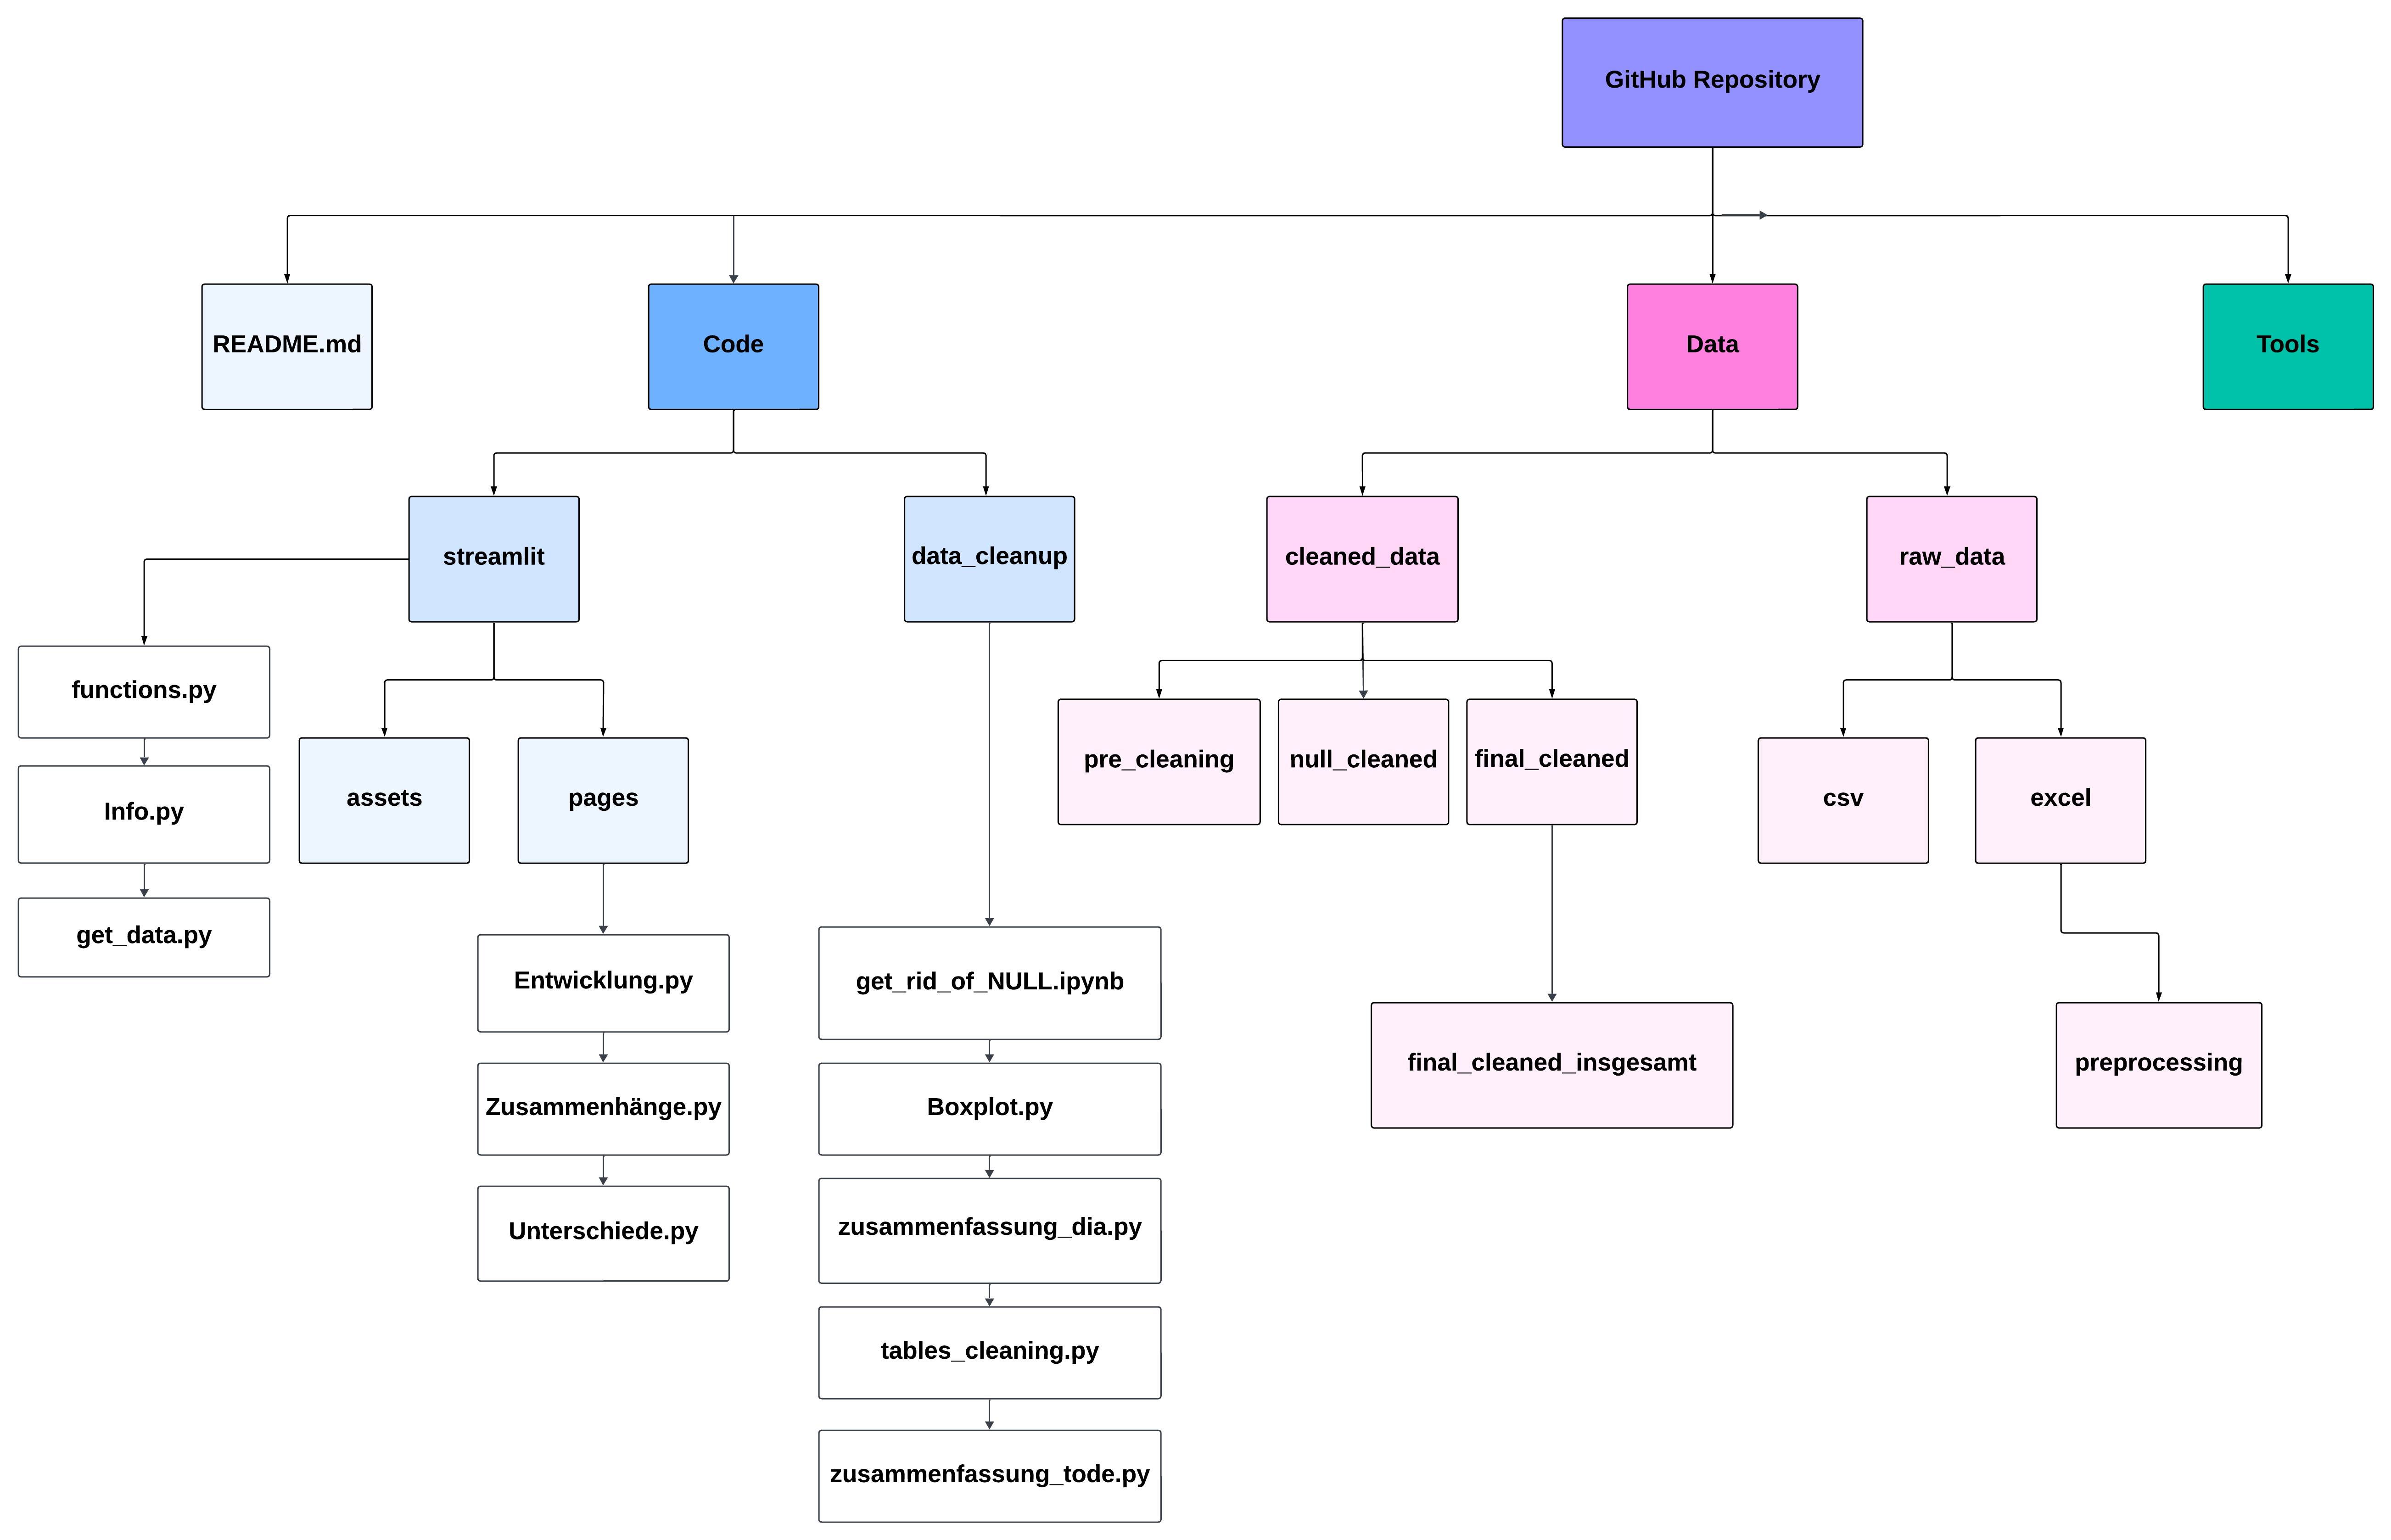 GitHub Repository
README.md
Code
Data
Tools
streamlit
data_cleanup
cleaned_data
raw_data
functions.py
Info.py
get_data.py
assets
pages
pre_cleaning
null_cleaned
final_cleaned
csv
excel
Entwicklung.py
Zusammenhänge.py
Unterschiede.py
get_rid_of_NULL.ipynb
Boxplot.py
zusammenfassung_dia.py
tables_cleaning.py
zusammenfassung_tode.py
final_cleaned_insgesamt
preprocessing